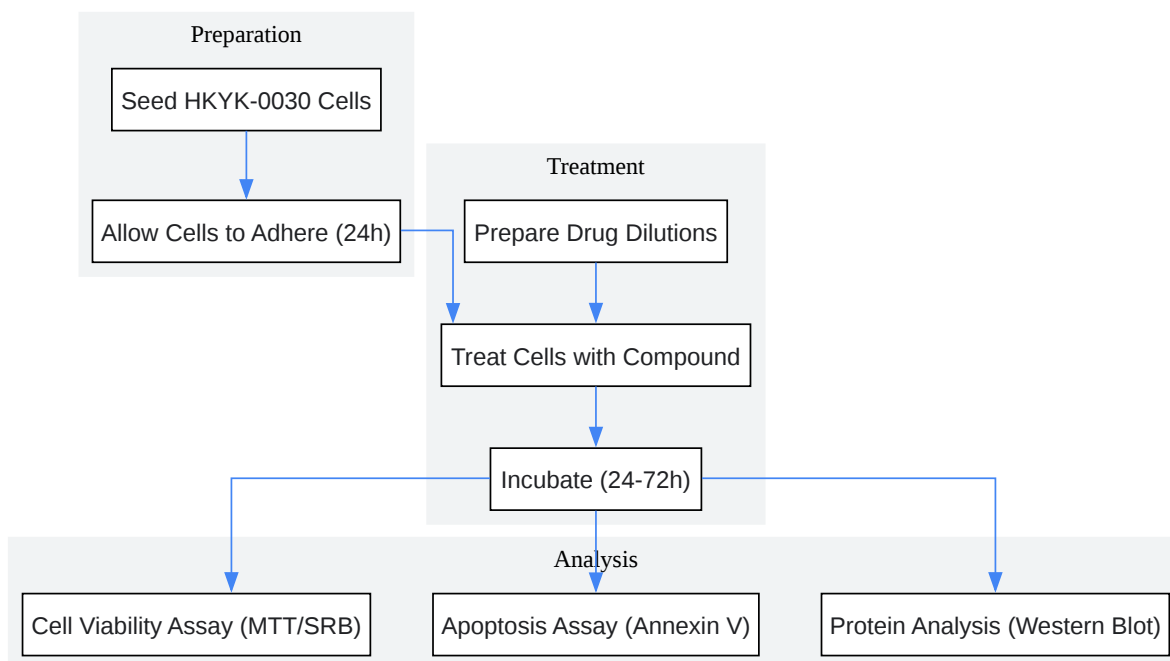 Preparation
Seed HKYK-0030 Cells
Allow Cells to Adhere (24h)
Treatment
Prepare Drug Dilutions
Treat Cells with Compound
Incubate (24-72h)
Analysis
Cell Viability Assay (MTT/SRB)
Apoptosis Assay (Annexin V)
Protein Analysis (Western Blot)